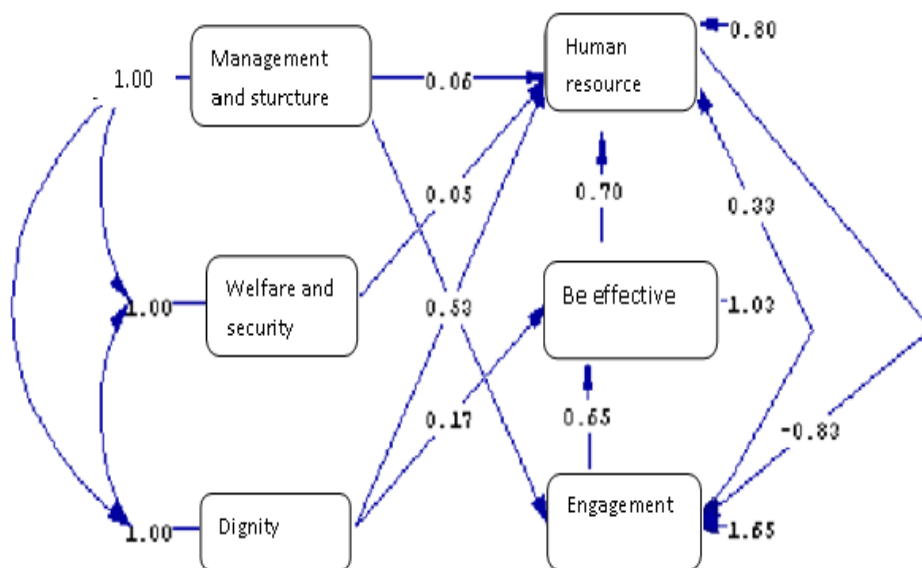 Management
and sturcture
Human
resource
0.80
1.00
0.06
0.05
0.70
0.33
Welfare and
security
Be effective
1.00
0.53
1.03
0.17
0.65
-0.83
Dignity
Engagement
1.00
1.65